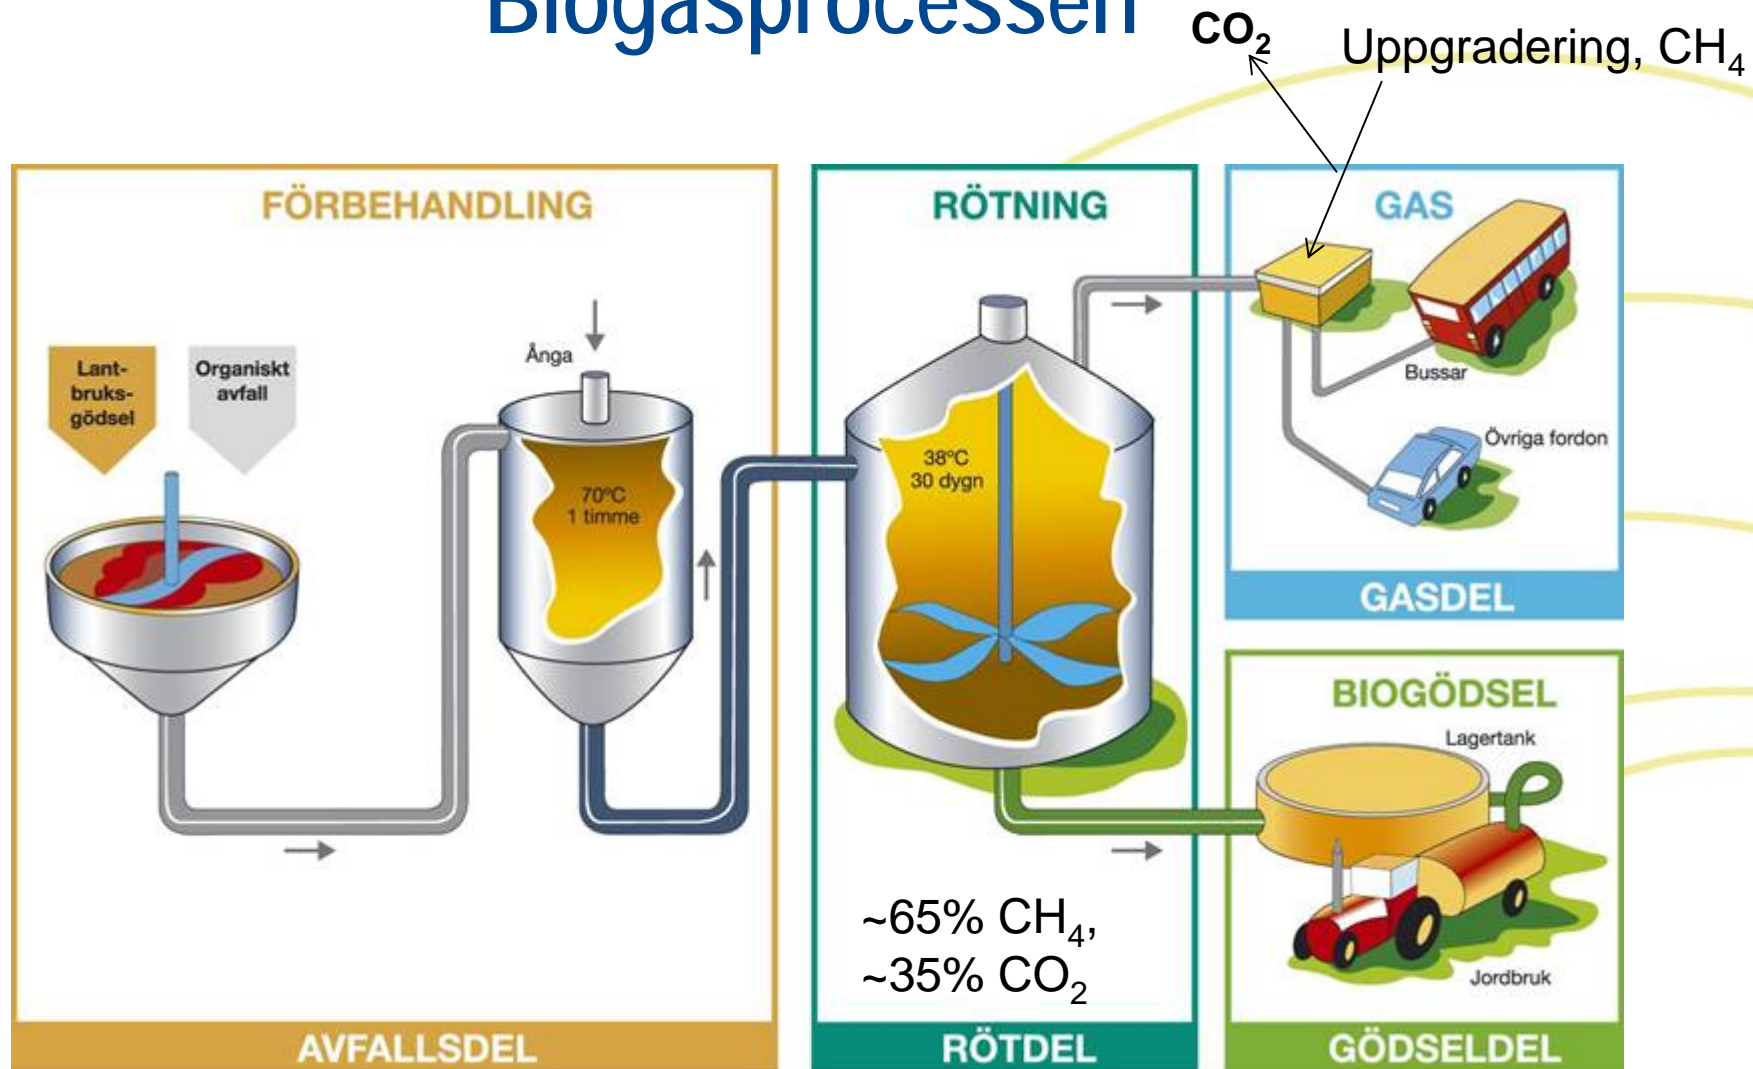 Biogasprocessen
CO₂
Uppgradering, CH₄
FÖRBEHANDLING
Lant-
bruks-
gödsel
Organiskt
avfall
Ånga
70°C
1 timme
AVFALLSDEL
RÖTNING
38°C
30 dygn
~65% CH₄,
~35% CO₂
RÖTDEL
GAS
Bussar
Övriga fordon
GASDEL
BIOGÖDSEL
Lagertank
Jordbruk
GÖDSELDEL